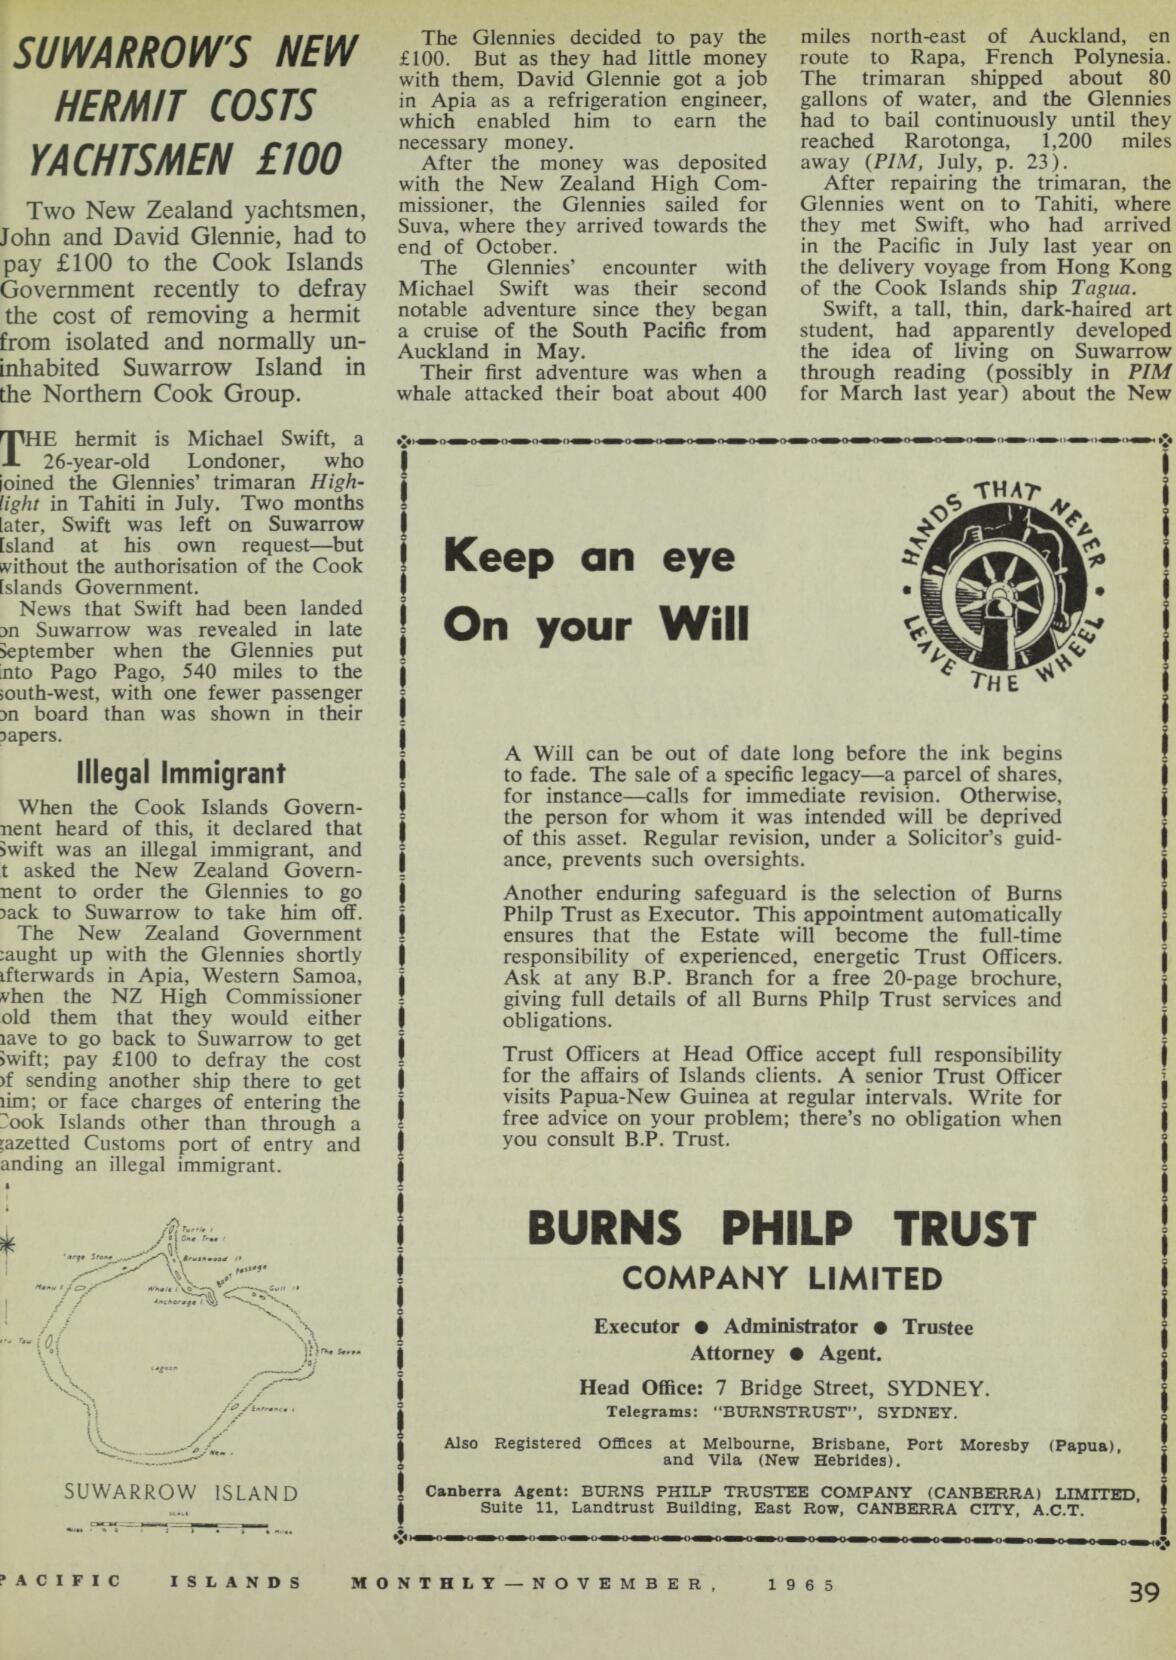 SUWARROW'S NEW
HERMIT COSTS
YACHTSMEN £100
Two New Zealand yachtsmen,
John and David Glennie, had to
pay £100 to the Cook Islands
Government recently to defray
the cost of removing a hermit
from isolated and normally un-
inhabited Suwarrow Island in
the Northern Cook Group.
THE hermit is Michael Swift, a
26-year-old Londoner, who
joined the Glennies' trimaran High-
light in Tahiti in July. Two months
later, Swift was left on Suwarrow
Island at his own request—but
without the authorisation of the Cook
Islands Government.
News that Swift had been landed
on Suwarrow was revealed in late
September when the Glennies put
into Pago Pago, 540 miles to the
south-west, with one fewer passenger
on board than was shown in their
papers.
Illegal Immigrant
When the Cook Islands Govern-
ment heard of this, it declared that
Swift was an illegal immigrant, and
it asked the New Zealand Govern-
ment to order the Glennies to go
back to Suwarrow to take him off.
The New Zealand Government
caught up with the Glennies shortly
afterwards in Apia, Western Samoa,
when the NZ High Commissioner
told them that they would either
have to go back to Suwarrow to get
Swift; pay £100 to defray the cost
of sending another ship there to get
him; or face charges of entering the
Cook Islands other than through a
gazetted Customs port of entry and
landing an illegal immigrant.
Turtle I
One Tree I
Large Stone
Brushwood Is
Boat Passage
Manu I
Whale I
Gull Is
Anchorage I
Tou
The Seven
Lagoon
Entrance I
New I
SUWARROW ISLAND
SCALE
Miles
Miles
The Glennies decided to pay the
£100. But as they had little money
with them, David Glennie got a job
in Apia as a refrigeration engineer,
which enabled him to earn the
necessary money.
After the money was deposited
with the New Zealand High Com-
missioner, the Glennies sailed for
Suva, where they arrived towards the
end of October.
The Glennies' encounter with
Michael Swift was their second
notable adventure since they began
a cruise of the South Pacific from
Auckland in May.
Their first adventure was when a
whale attacked their boat about 400
miles north-east of Auckland, en
route to Rapa, French Polynesia.
The trimaran shipped about 80
gallons of water, and the Glennies
had to bail continuously until they
reached Rarotonga, 1,200 miles
away (PIM, July, p. 23).
After repairing the trimaran, the
Glennies went on to Tahiti, where
they met Swift, who had arrived
in the Pacific in July last year on
the delivery voyage from Hong Kong
of the Cook Islands ship Tagua.
Swift, a tall, thin, dark-haired art
student, had apparently developed
the idea of living on Suwarrow
through reading (possibly in PIM
for March last year) about the New
Keep an eye
On your Will
• HANDS THAT NEVER •
LEAVE THE WHEEL
A Will can be out of date long before the ink begins
to fade. The sale of a specific legacy—a parcel of shares,
for instance—calls for immediate revision. Otherwise,
the person for whom it was intended will be deprived
of this asset. Regular revision, under a Solicitor's guid-
ance, prevents such oversights.
Another enduring safeguard is the selection of Burns
Philp Trust as Executor. This appointment automatically
ensures that the Estate will become the full-time
responsibility of experienced, energetic Trust Officers.
Ask at any B.P. Branch for a free 20-page brochure,
giving full details of all Burns Philp Trust services and
obligations.
Trust Officers at Head Office accept full responsibility
for the affairs of Islands clients. A senior Trust Officer
visits Papua-New Guinea at regular intervals. Write for
free advice on your problem; there's no obligation when
you consult B.P. Trust.
BURNS PHILP TRUST
COMPANY LIMITED
Executor ● Administrator ● Trustee
Attorney ● Agent.
Head Office: 7 Bridge Street, SYDNEY.
Telegrams: "BURNSTRUST", SYDNEY.
Also Registered Offices at Melbourne, Brisbane, Port Moresby (Papua),
and Vila (New Hebrides).
Canberra Agent: BURNS PHILP TRUSTEE COMPANY (CANBERRA) LIMITED,
Suite 11, Landtrust Building, East Row, CANBERRA CITY, A.C.T.
PACIFIC ISLANDS MONTHLY—NOVEMBER, 1965
39